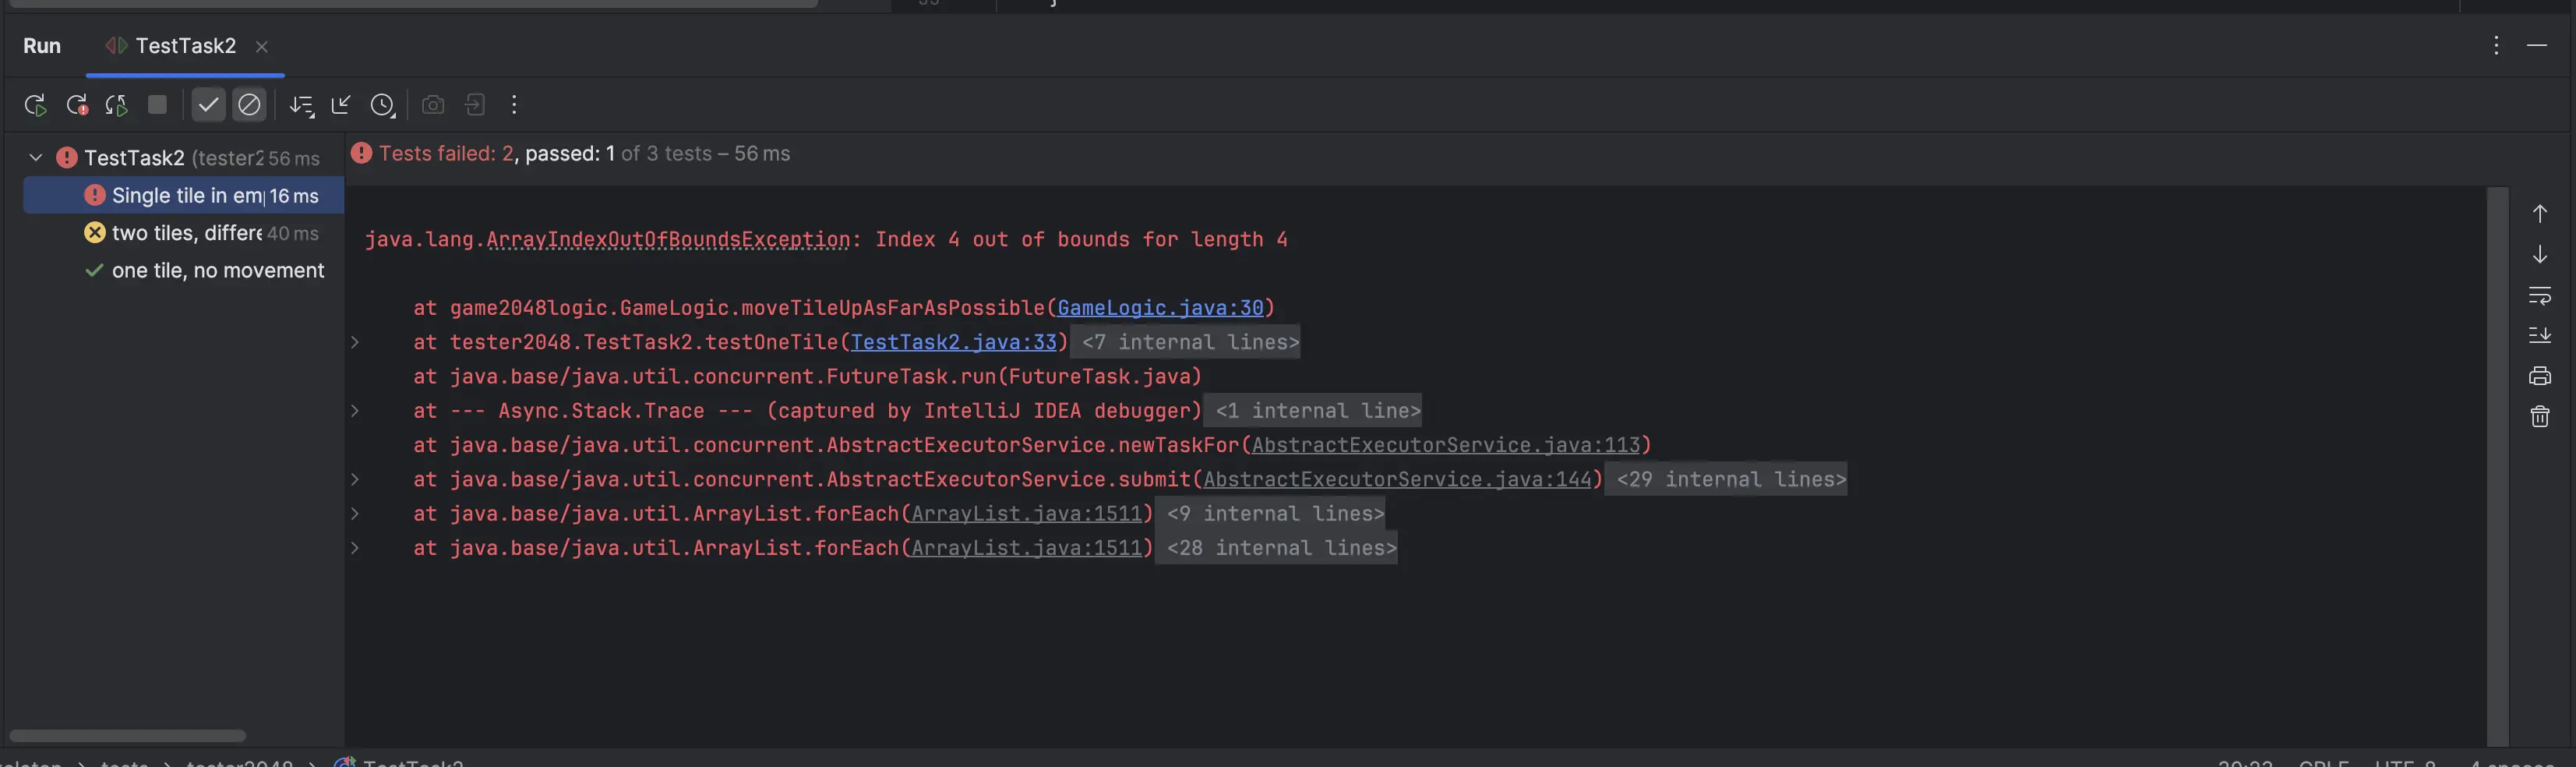 Run TestTask2
TestTask2 (tester2 56 ms
Tests failed: 2, passed: 1 of 3 tests – 56 ms
Single tile in em 16 ms
two tiles, differe 40 ms
one tile, no movement
java.lang.ArrayIndexOutOfBoundsException: Index 4 out of bounds for length 4
at game2048logic.GameLogic.moveTileUpAsFarAsPossible(GameLogic.java:30)
at tester2048.TestTask2.testOneTile(TestTask2.java:33) <7 internal lines>
at java.base/java.util.concurrent.FutureTask.run(FutureTask.java)
at --- Async.Stack.Trace --- (captured by IntelliJ IDEA debugger) <1 internal line>
at java.base/java.util.concurrent.AbstractExecutorService.newTaskFor(AbstractExecutorService.java:113)
at java.base/java.util.concurrent.AbstractExecutorService.submit(AbstractExecutorService.java:144) <29 internal lines>
at java.base/java.util.ArrayList.forEach(ArrayList.java:1511) <9 internal lines>
at java.base/java.util.ArrayList.forEach(ArrayList.java:1511) <28 internal lines>
tests tester2048 TestTask2